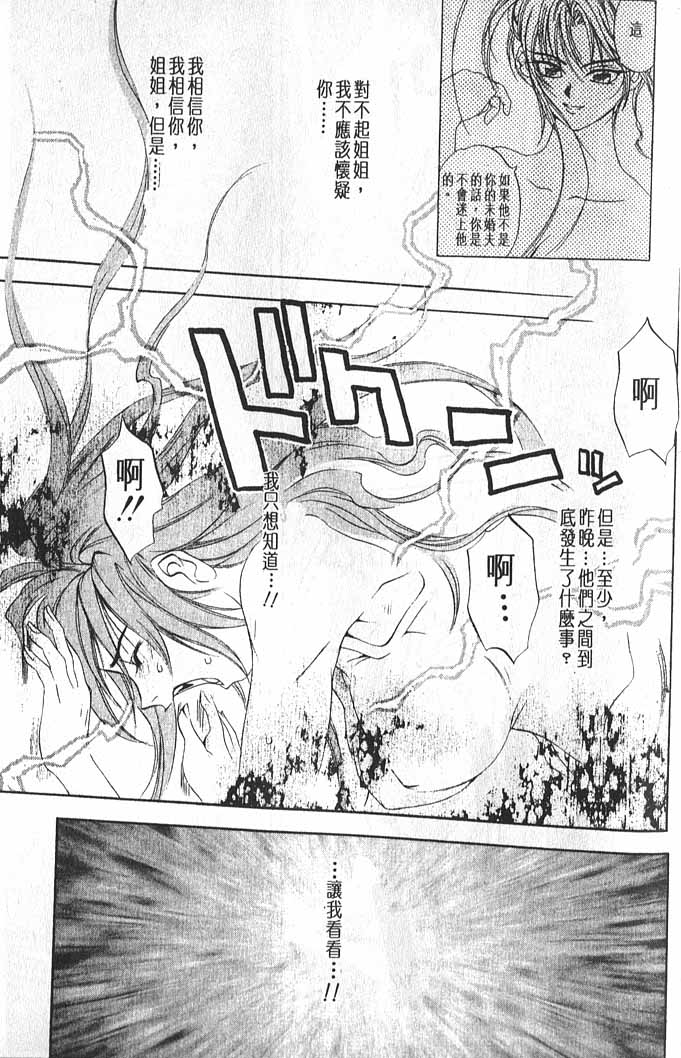 這
如果他不是
你的未婚夫
的話，你是
不會迷上他
的。
對不起姐姐，
我不應該懷疑
你……
我相信你，
我相信你，
姐姐，但是……
啊
ドクン
但是…至少，
昨晚…他們之間到
底發生了什麼事？
啊…
我只想知道…!!
啊!!
…讓我看看…!!